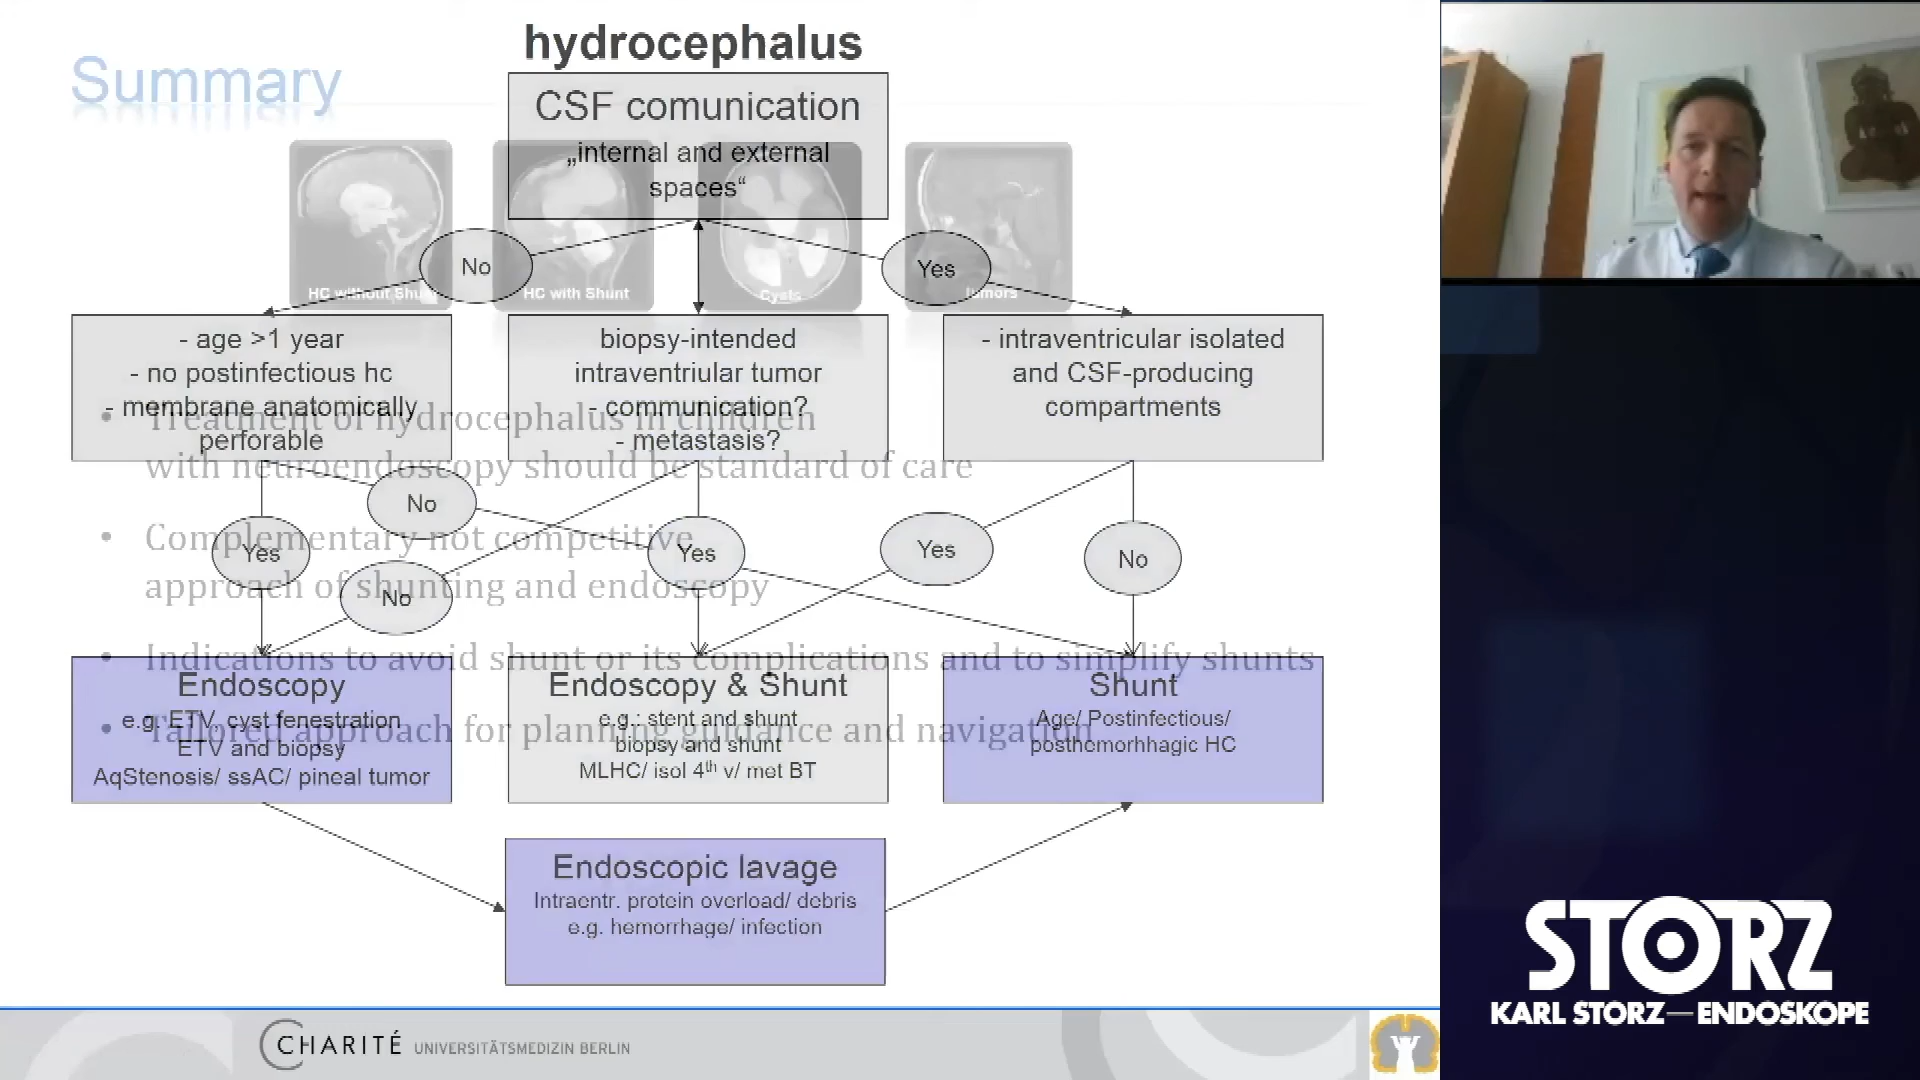 hydrocephalus
Summary
CSF comunication
„internal and external
spaces“
No
Yes
HC without Shunt
HC with Shunt
Cysts
Tumors
- age >1 year
- no postinfectious hc
- membrane anatomically
perforable
biopsy-intended
intraventriular tumor
- communication?
- metastasis?
- intraventricular isolated
and CSF-producing
compartments
• Treatment of hydrocephalus in children
with neuroendoscopy should be standard of care
• Complementary not competitive
approach of shunting and endoscopy
• Indications to avoid shunt or its complications and to simplify shunts
• Tailored approach for planning guidance and navigation
No
Yes
No
Yes
Yes
No
Endoscopy
e.g. ETV, cyst fenestration
ETV and biopsy
AqStenosis/ ssAC/ pineal tumor
Endoscopy & Shunt
e.g.: stent and shunt
biopsy and shunt
MLHC/ isol 4th v/ met BT
Shunt
Age/ Postinfectious/
posthemorhhagic HC
Endoscopic lavage
Intraentr. protein overload/ debris
e.g. hemorrhage/ infection
CHARITÉ UNIVERSITÄTSMEDIZIN BERLIN
STORZ
KARL STORZ—ENDOSKOPE